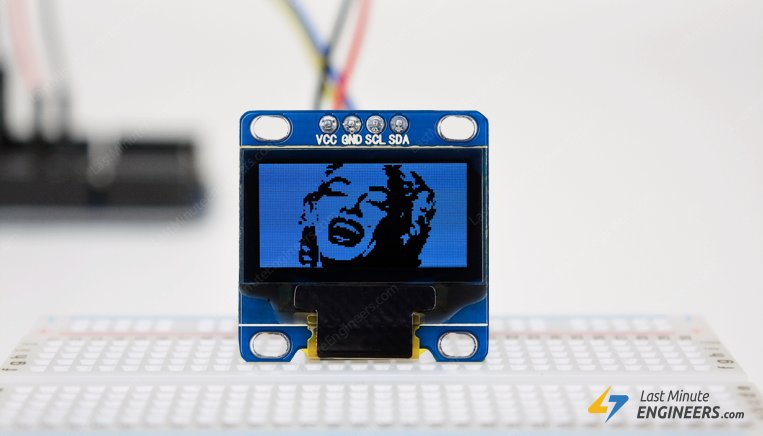 VCC GND SCL SDA
Last Minute
ENGINEERS.com